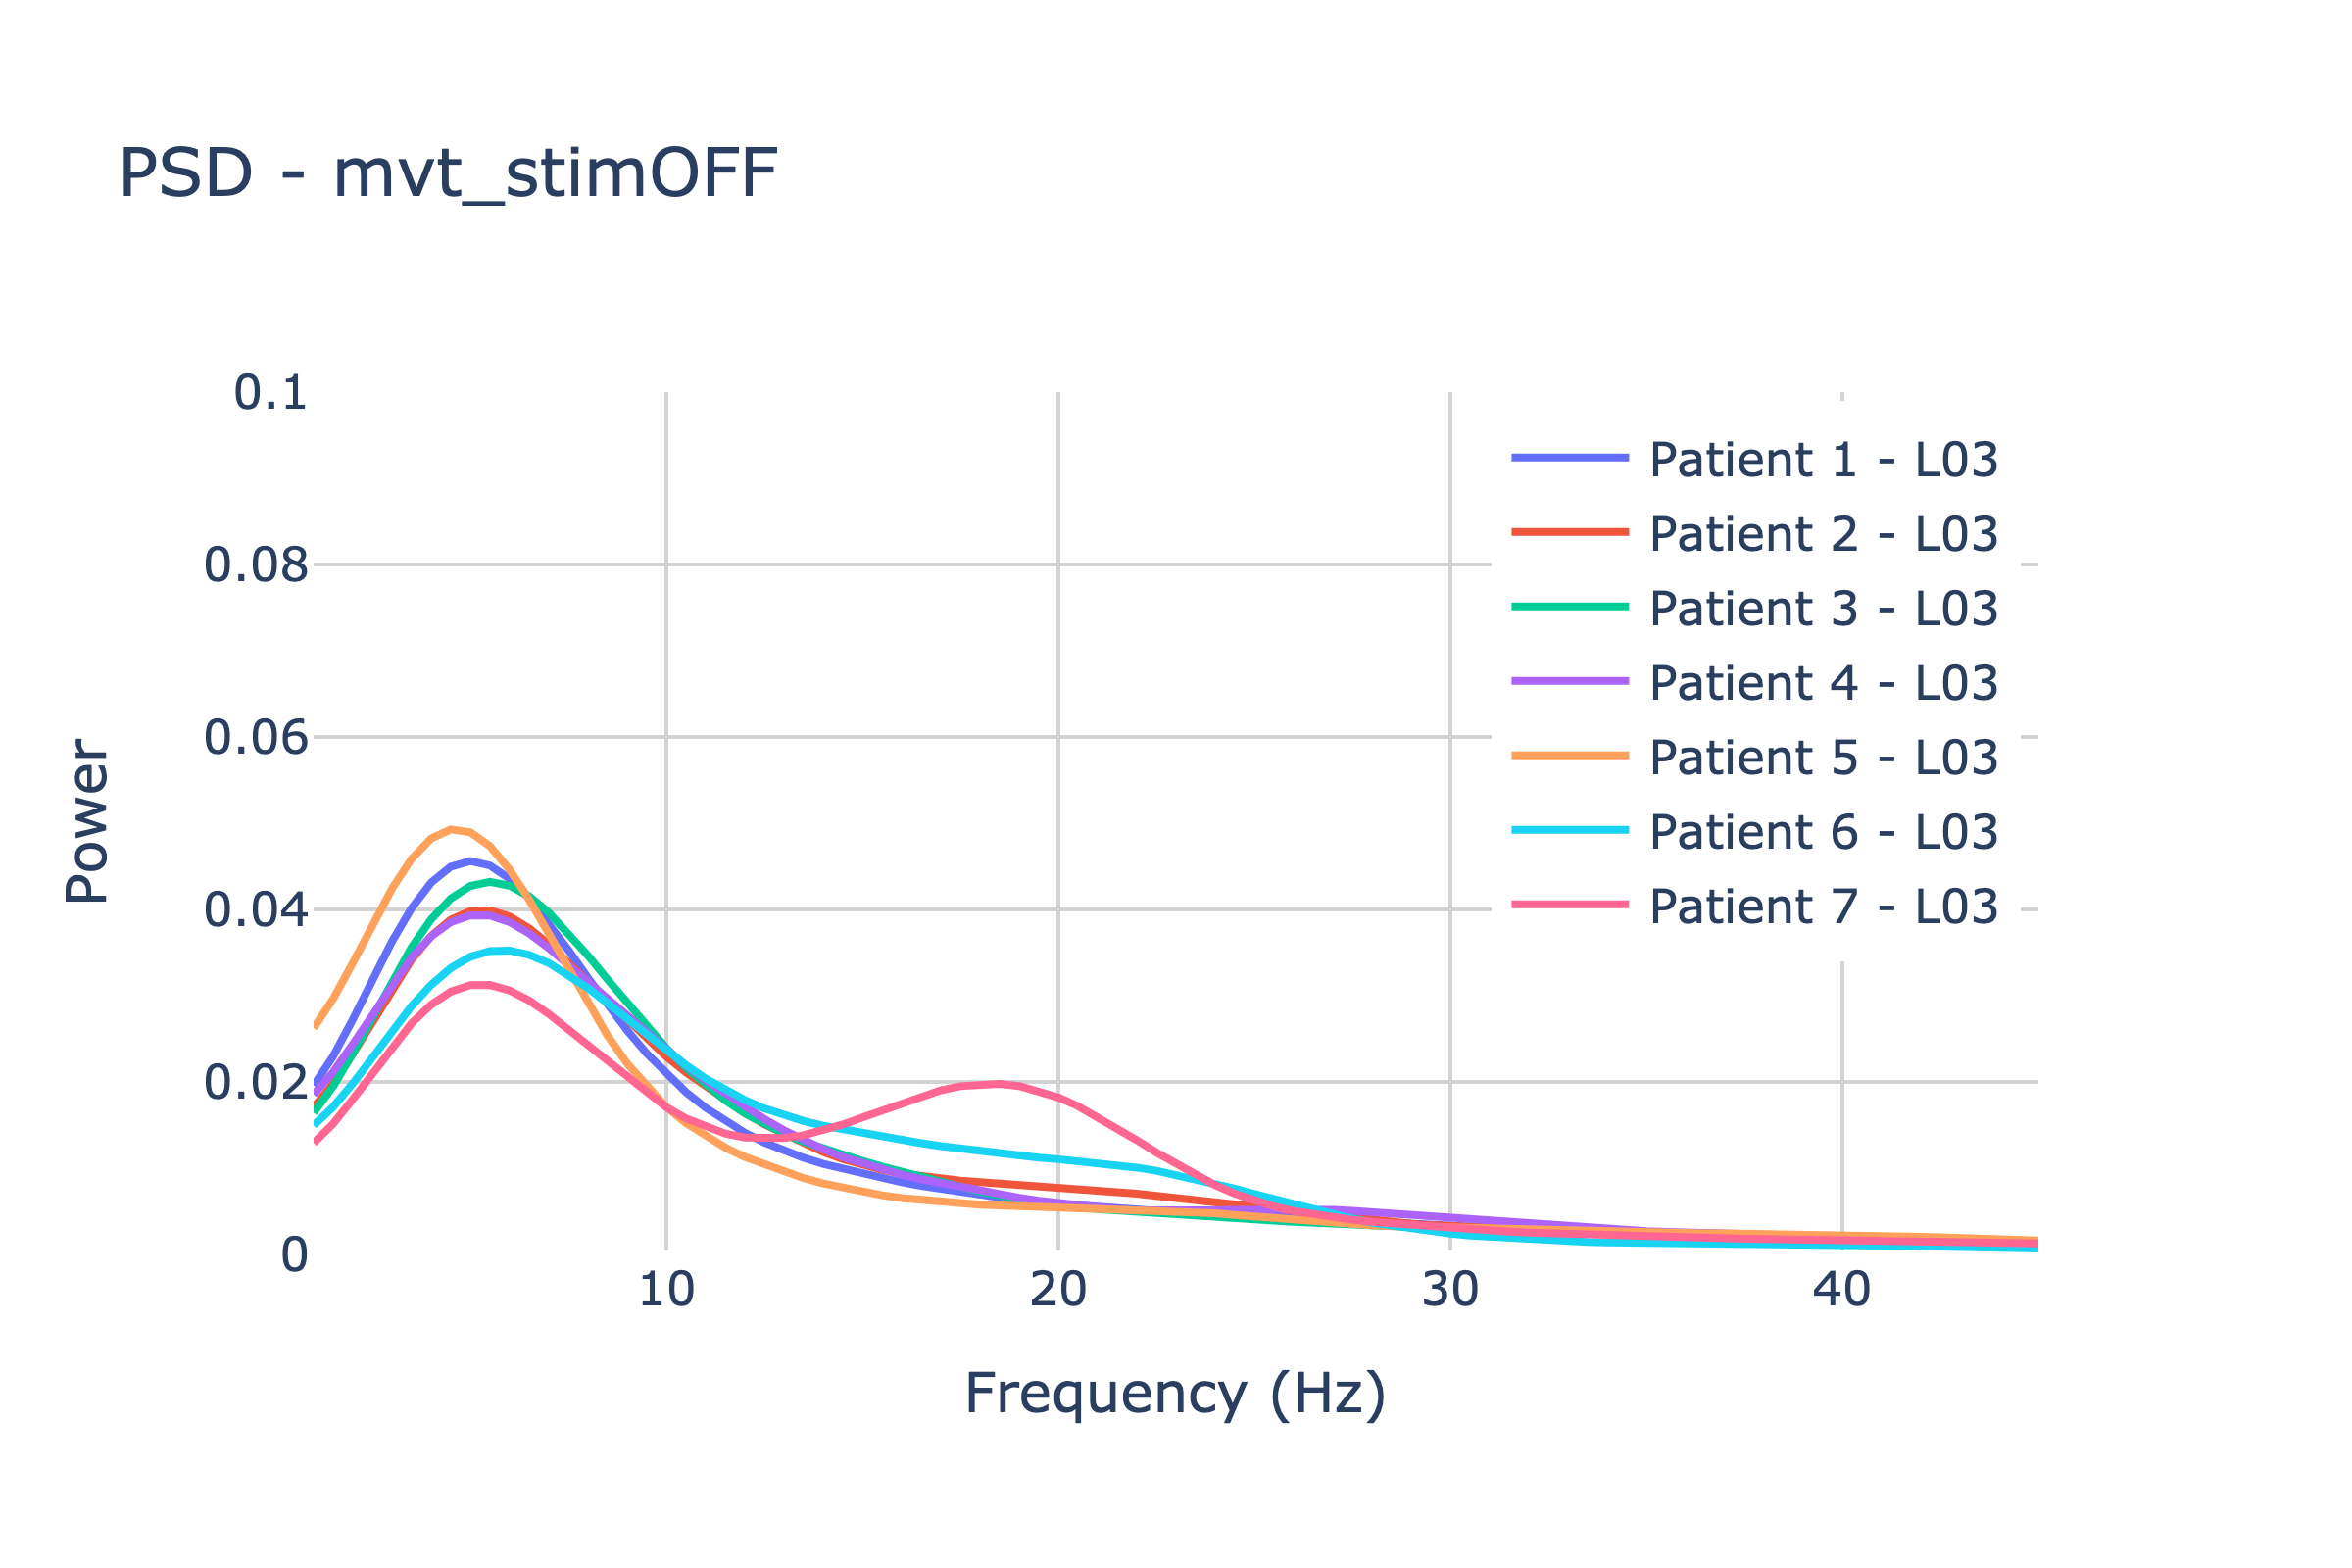 PSD - mvt_stimOFF
0.1
0.08
0.06
0.04
0.02
0
Power
10 20 30 40
Frequency (Hz)
Patient 1 - L03
Patient 2 - L03
Patient 3 - L03
Patient 4 - L03
Patient 5 - L03
Patient 6 - L03
Patient 7 - L03